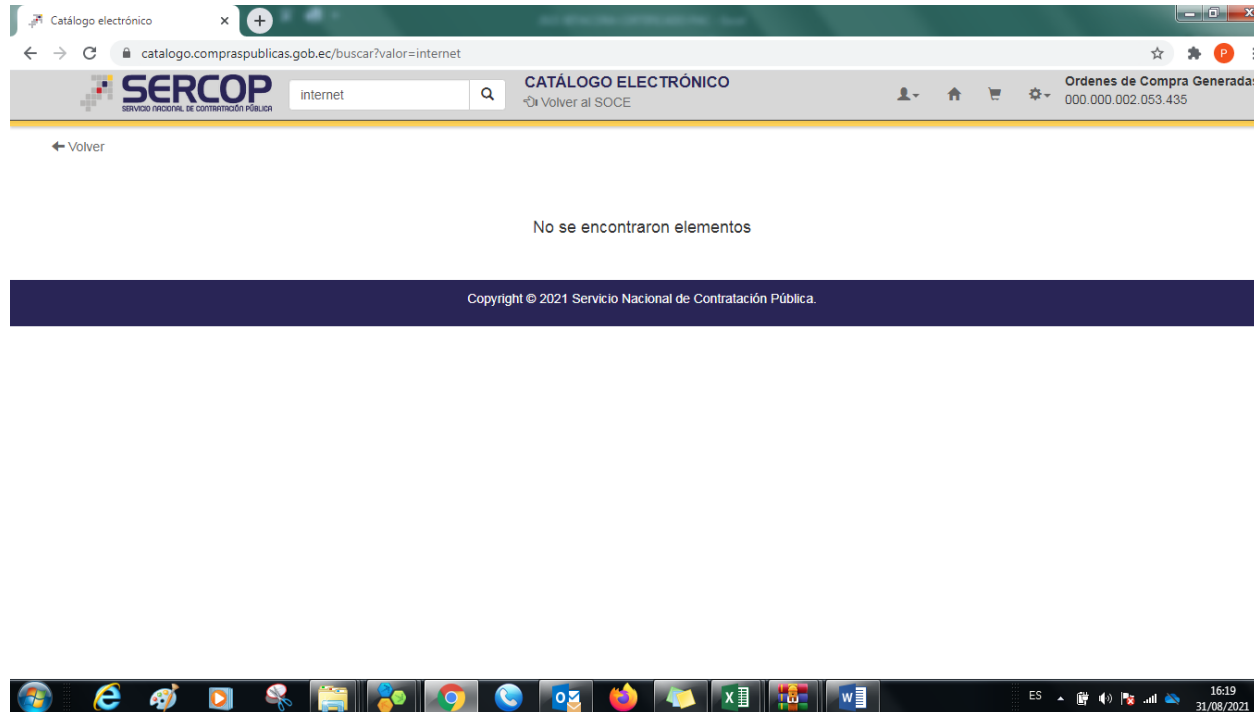 Catálogo electrónico
catalogo.compraspublicas.gob.ec/buscar?valor=internet
P
SERCOP
SERVICIO NACIONAL DE CONTRATACIÓN PÚBLICA
internet
CATÁLOGO ELECTRÓNICO
Volver al SOCE
Ordenes de Compra Generadas
000.000.002.053.435
Volver
No se encontraron elementos
Copyright © 2021 Servicio Nacional de Contratación Pública.
ES
16:19
31/08/2021